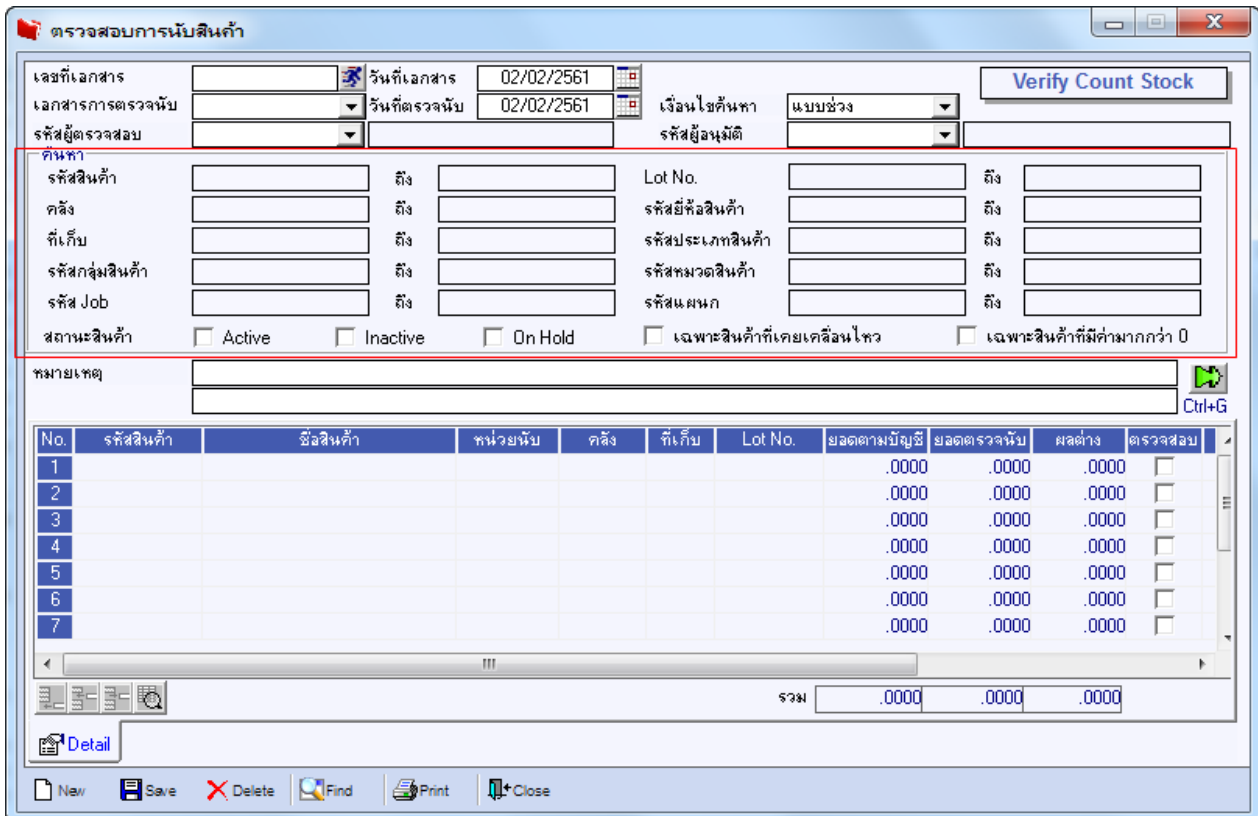 ตรวจสอบการนับสินค้า
เลขที่เอกสาร วันที่เอกสาร 02/02/2561 Verify Count Stock
เอกสารการตรวจนับ วันที่ตรวจนับ 02/02/2561 เงื่อนไขค้นหา แบบช่วง
รหัสผู้ตรวจสอบ รหัสผู้อนุมัติ
ค้นหา
รหัสสินค้า ถึง Lot No. ถึง
คลัง ถึง รหัสยี่ห้อสินค้า ถึง
ที่เก็บ ถึง รหัสประเภทสินค้า ถึง
รหัสกลุ่มสินค้า ถึง รหัสหมวดสินค้า ถึง
รหัส Job ถึง รหัสแผนก ถึง
สถานะสินค้า Active Inactive On Hold เฉพาะสินค้าที่เคยเคลื่อนไหว เฉพาะสินค้าที่มีค่ามากกว่า 0
หมายเหตุ
Ctrl+G
No. รหัสสินค้า ชื่อสินค้า หน่วยนับ คลัง ที่เก็บ Lot No. ยอดตามบัญชี ยอดตรวจนับ ผลต่าง ตรวจสอบ
1 .0000 .0000 .0000
2 .0000 .0000 .0000
3 .0000 .0000 .0000
4 .0000 .0000 .0000
5 .0000 .0000 .0000
6 .0000 .0000 .0000
7 .0000 .0000 .0000
รวม .0000 .0000 .0000
Detail
New Save Delete Find Print Close